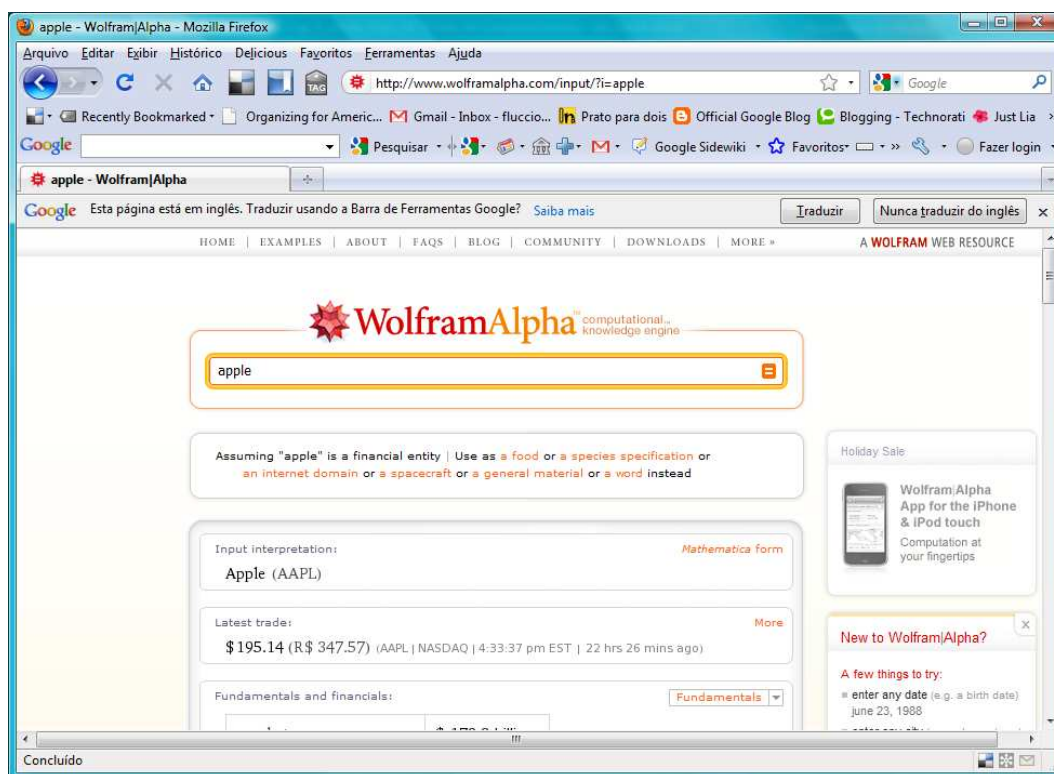 apple - Wolfram|Alpha - Mozilla Firefox
Arquivo Editar Exibir Histórico Delicious Favoritos Ferramentas Ajuda
TAG http://www.wolframalpha.com/input/?i=apple Google
Recently Bookmarked Organizing for Americ... Gmail - Inbox - fluccio... Prato para dois Official Google Blog Blogging - Technorati Just Lia »
Google Pesquisar Google Sidewiki Favoritos » Fazer login
apple - Wolfram|Alpha
Google Esta página está em inglês. Traduzir usando a Barra de Ferramentas Google? Saiba mais Traduzir Nunca traduzir do inglês
HOME | EXAMPLES | ABOUT | FAQS | BLOG | COMMUNITY | DOWNLOADS | MORE » A WOLFRAM WEB RESOURCE
WolframAlpha™ computational... knowledge engine
apple
Assuming "apple" is a financial entity | Use as a food or a species specification or
an internet domain or a spacecraft or a general material or a word instead
Input interpretation: Mathematica form
Apple (AAPL)
Latest trade: More
$195.14 (R$ 347.57) (AAPL | NASDAQ | 4:33:37 pm EST | 22 hrs 26 mins ago)
Fundamentals and financials: Fundamentals
Holiday Sale
Wolfram|Alpha
App for the iPhone
& iPod touch
Computation at
your fingertips
New to Wolfram|Alpha?
A few things to try:
enter any date (e.g. a birth date)
june 23, 1988
Concluído